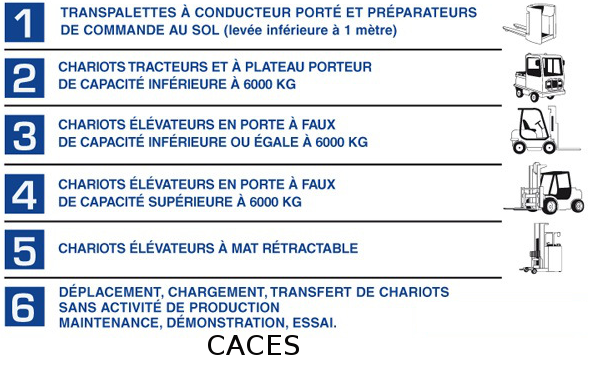 1 TRANSPALETTES À CONDUCTEUR PORTÉ ET PRÉPARATEURS
DE COMMANDE AU SOL (levée inférieure à 1 mètre)
2 CHARIOTS TRACTEURS ET À PLATEAU PORTEUR
DE CAPACITÉ INFÉRIEURE À 6000 KG
3 CHARIOTS ÉLÉVATEURS EN PORTE À FAUX
DE CAPACITÉ INFÉRIEURE OU ÉGALE À 6000 KG
4 CHARIOTS ÉLÉVATEURS EN PORTE À FAUX
DE CAPACITÉ SUPÉRIEURE À 6000 KG
5 CHARIOTS ÉLÉVATEURS À MAT RÉTRACTABLE
6 DÉPLACEMENT, CHARGEMENT, TRANSFERT DE CHARIOTS
SANS ACTIVITÉ DE PRODUCTION
MAINTENANCE, DÉMONSTRATION, ESSAI.
CACES